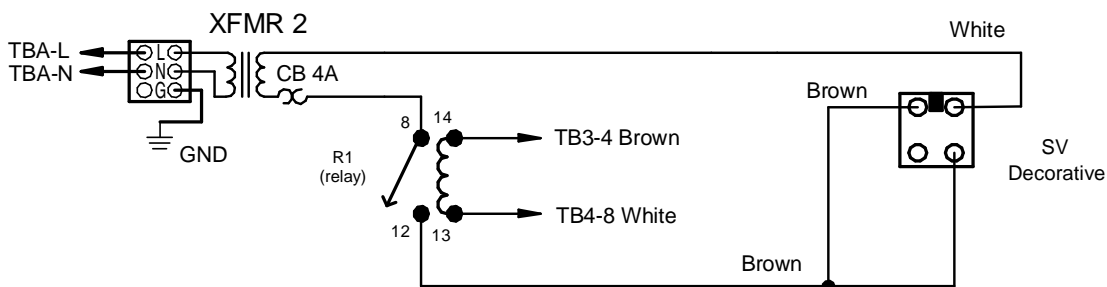 XFMR 2
White
TBA-L
L
TBA-N
N
CB 4A
G
Brown
8
14
TB3-4 Brown
GND
R1
(relay)
SV
Decorative
TB4-8 White
12
13
Brown